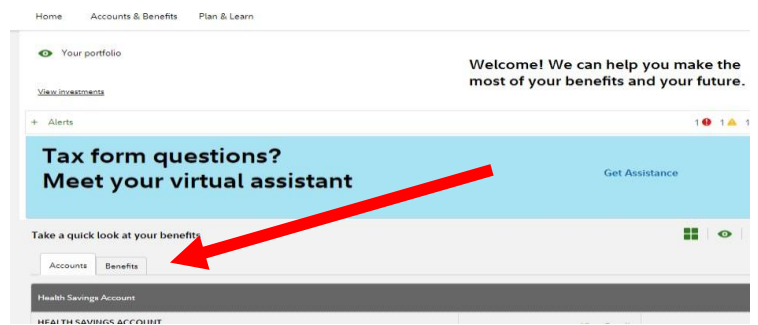 Home Accounts & Benefits Plan & Learn
Your portfolio
Welcome! We can help you make the
most of your benefits and your future.
View investments
+ Alerts 1 1 1
Tax form questions?
Meet your virtual assistant
Get Assistance
Take a quick look at your benefits
Accounts Benefits
Health Savings Account
HEALTH SAVINGS ACCOUNT